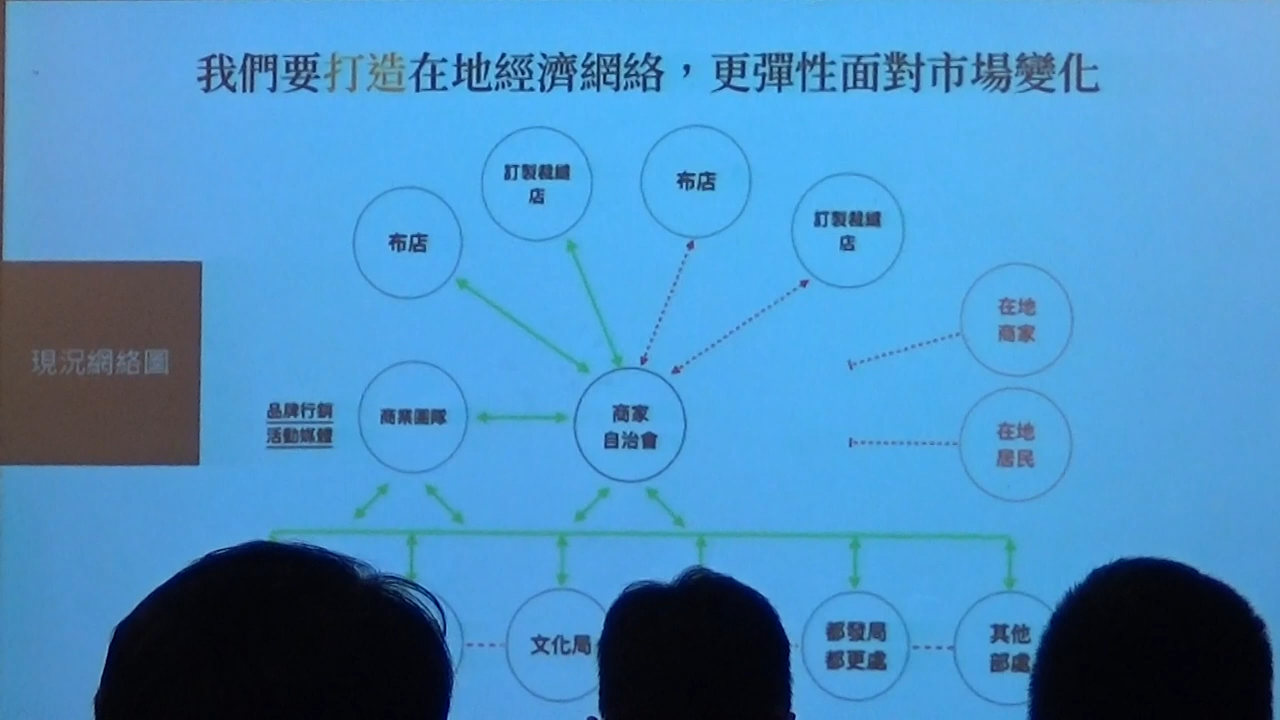 我們要打造在地經濟網絡，更彈性面對市場變化
訂製裁縫
店
布店
訂製裁縫
店
布店
在地
商家
現況網絡圖
品牌行銷
活動媒體
商業團隊
商家
自治會
在地
居民
文化局
都發局
都更處
其他
部處